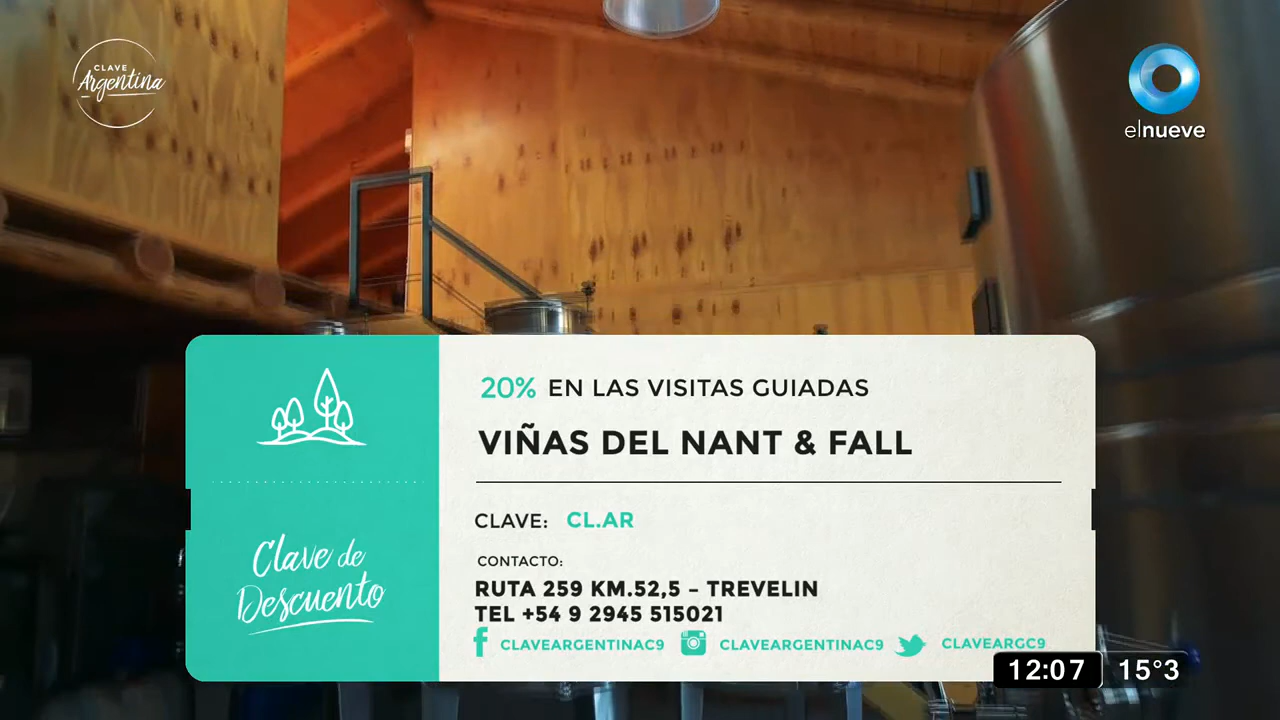 CLAVE
Argentina
elnueve
20% EN LAS VISITAS GUIADAS
VIÑAS DEL NANT & FALL
CLAVE: CL.AR
Clave de
Descuento
CONTACTO:
RUTA 259 KM.52,5 - TREVELIN
TEL +54 9 2945 515021
CLAVEARGENTINAC9 CLAVEARGENTINAC9 CLAVEARGC9
12:07 15°3